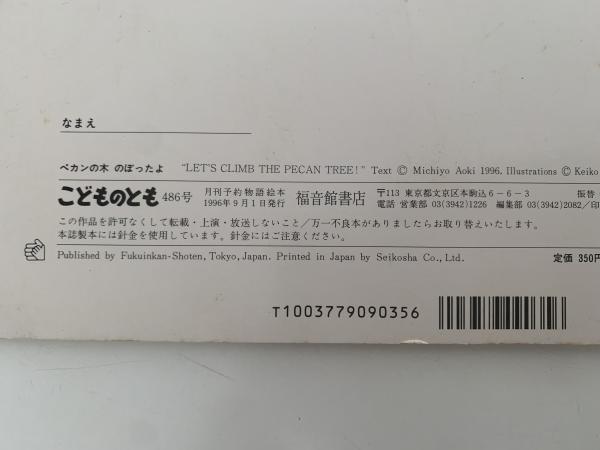 なまえ
ペカンの木 のぼったよ "LET'S CLIMB THE PECAN TREE!" Text © Michiyo Aoki 1996. Illustrations © Keiko
こどものとも 486号 月刊予約物語絵本 1996年9月1日発行 福音館書店 〒113 東京都文京区本駒込6-6-3 振替
電話 営業部 03(3942)1226 編集部 03(3942)2082/印
この作品を許可なくして転載・上演・放送しないこと/万一不良本がありましたらお取り替えいたします。
本誌製本には針金を使用しています。針金にはご注意ください。
Published by Fukuinkan-Shoten, Tokyo, Japan. Printed in Japan by Seikosha Co., Ltd. 定価 350円
T1003779090356